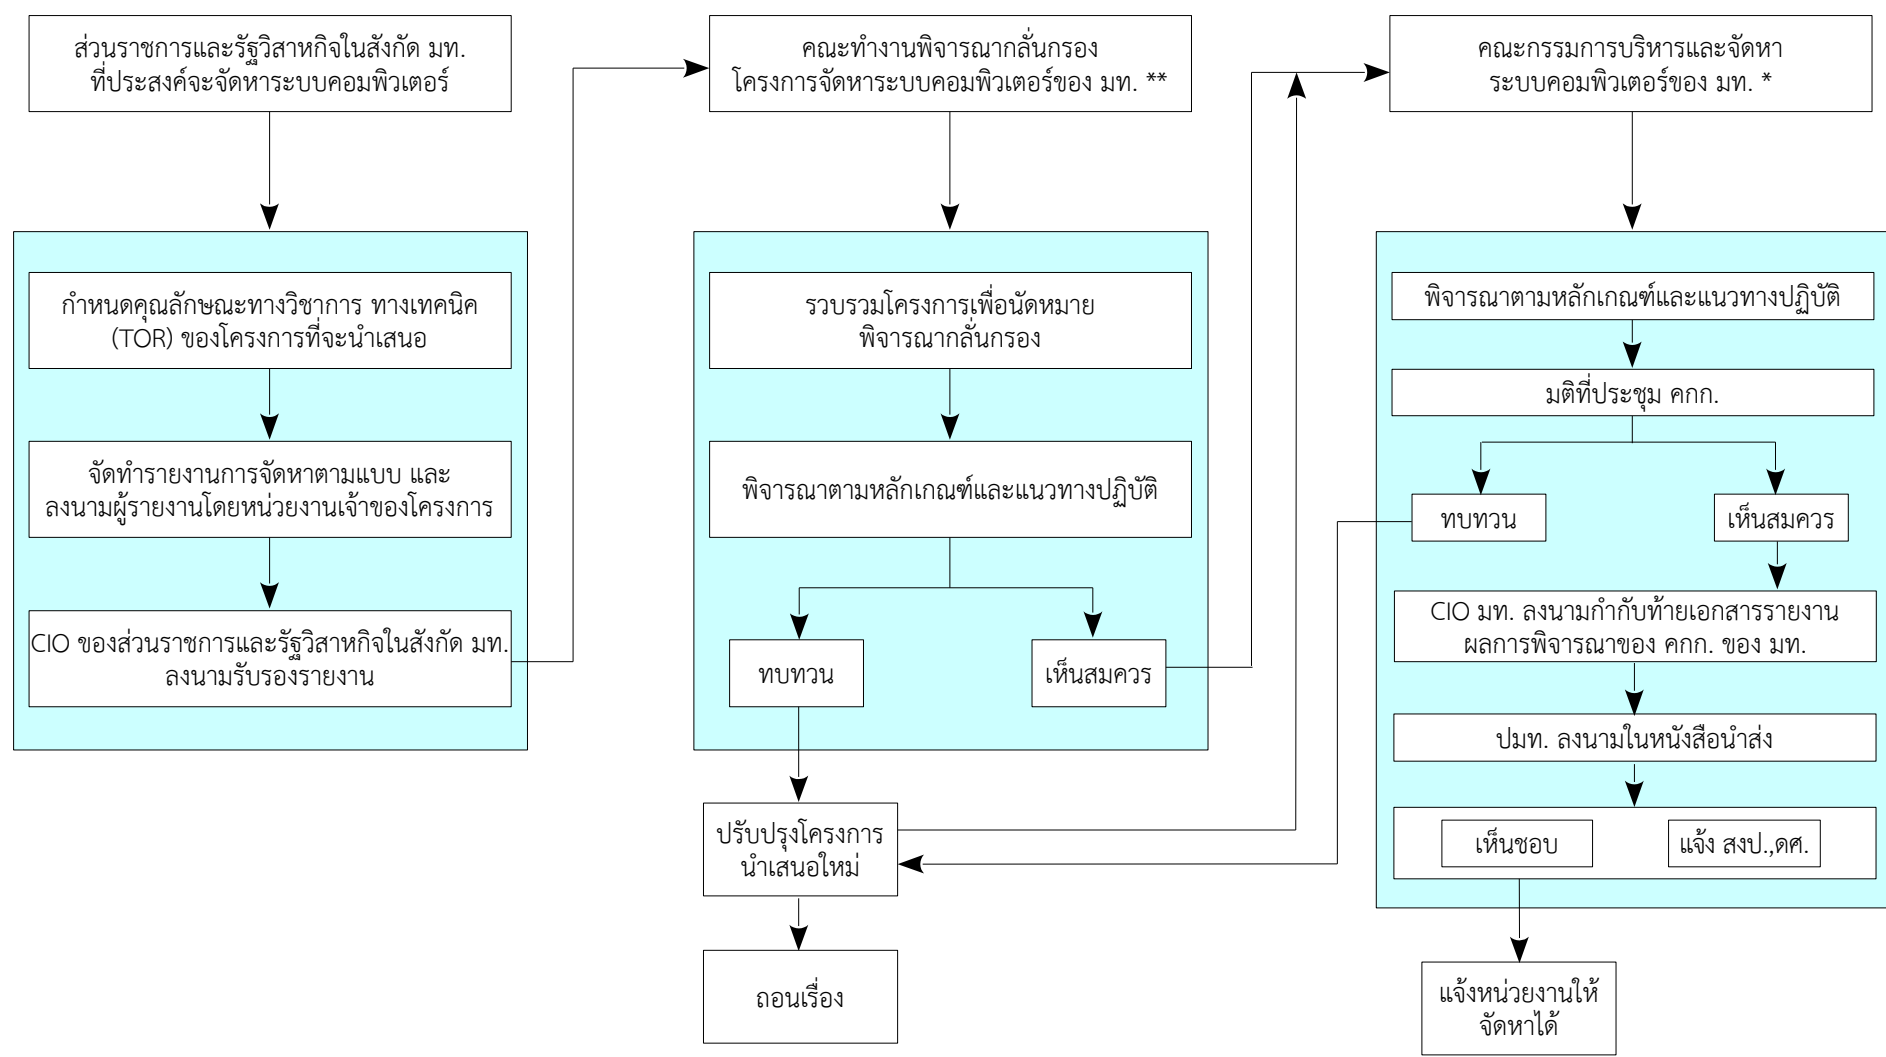 ส่วนราชการและรัฐวิสาหกิจในสังกัด มท.
ที่ประสงค์จะจัดหาระบบคอมพิวเตอร์
กำหนดคุณลักษณะทางวิชาการ ทางเทคนิค
(TOR) ของโครงการที่จะนำเสนอ
จัดทำรายงานการจัดหาตามแบบ และ
ลงนามผู้รายงานโดยหน่วยงานเจ้าของโครงการ
CIO ของส่วนราชการและรัฐวิสาหกิจในสังกัด มท.
ลงนามรับรองรายงาน
คณะทำงานพิจารณากลั่นกรอง
โครงการจัดหาระบบคอมพิวเตอร์ของ มท. **
รวบรวมโครงการเพื่อนัดหมาย
พิจารณากลั่นกรอง
พิจารณาตามหลักเกณฑ์และแนวทางปฏิบัติ
ทบทวน
เห็นสมควร
ปรับปรุงโครงการ
นำเสนอใหม่
ถอนเรื่อง
คณะกรรมการบริหารและจัดหา
ระบบคอมพิวเตอร์ของ มท. *
พิจารณาตามหลักเกณฑ์และแนวทางปฏิบัติ
มติที่ประชุม คกก.
ทบทวน
เห็นสมควร
CIO มท. ลงนามกำกับท้ายเอกสารรายงาน
ผลการพิจารณาของ คกก. ของ มท.
ปมท. ลงนามในหนังสือนำส่ง
เห็นชอบ
แจ้ง สงป.,ดศ.
แจ้งหน่วยงานให้
จัดหาได้